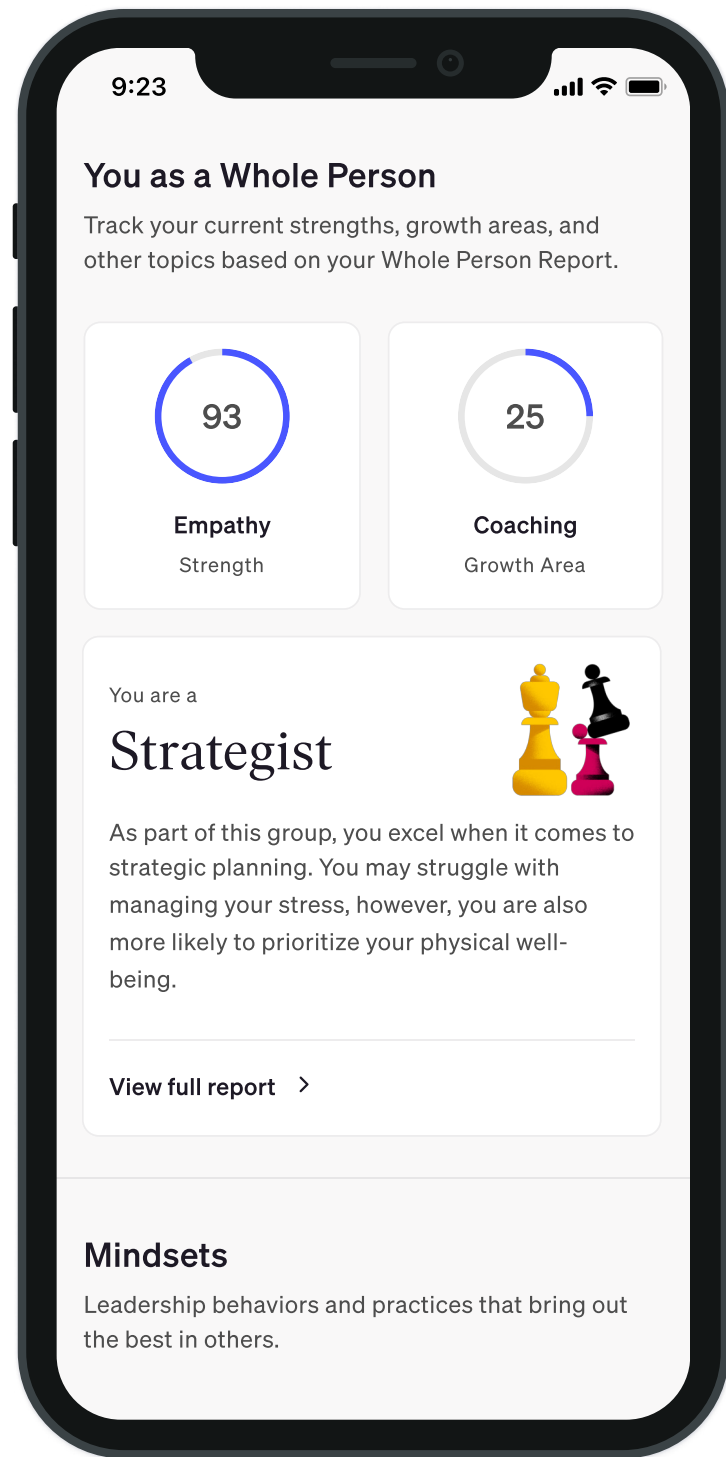 9:23
You as a Whole Person
Track your current strengths, growth areas, and
other topics based on your Whole Person Report.
93
Empathy
Strength
25
Coaching
Growth Area
You are a
Strategist
As part of this group, you excel when it comes to
strategic planning. You may struggle with
managing your stress, however, you are also
more likely to prioritize your physical well-
being.
View full report
Mindsets
Leadership behaviors and practices that bring out
the best in others.